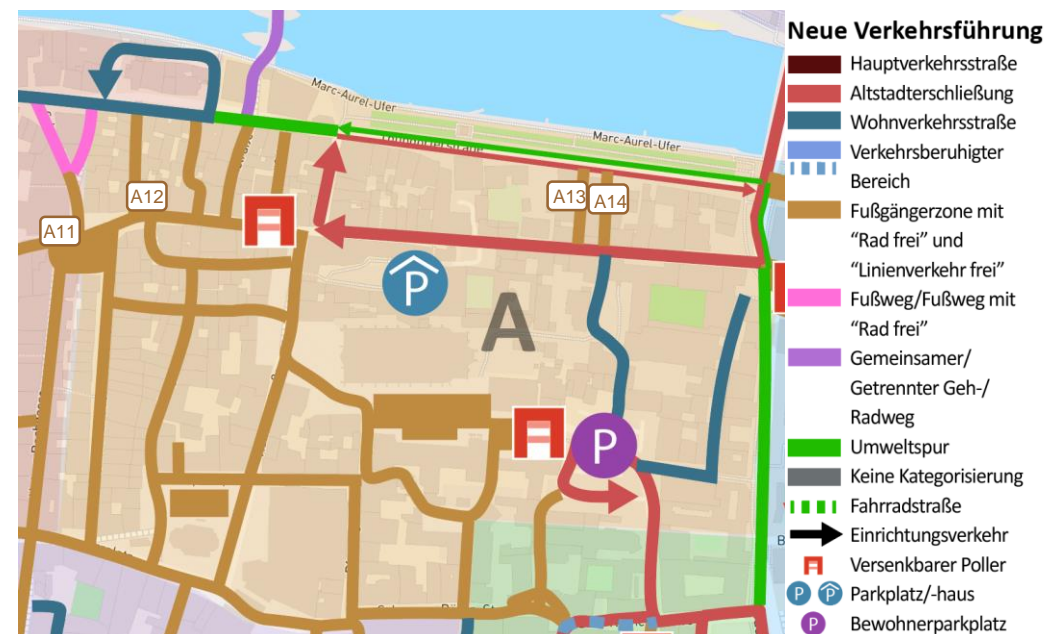 Neue Verkehrsführung
Hauptverkehrsstraße
Altstadterschließung
Wohnverkehrsstraße
Verkehrsberuhigter
Bereich
Fußgängerzone mit
“Rad frei” und
“Linienverkehr frei”
Fußweg/Fußweg mit
“Rad frei”
Gemeinsamer/
Getrennter Geh-/
Radweg
Umweltspur
Keine Kategorisierung
Fahrradstraße
Einrichtungsverkehr
Versenkbarer Poller
P P Parkplatz/-haus
P Bewohnerparkplatz
Marc-Aurel-Ufer
Marc-Aurel-Ufer
A12
A13
A14
A11
P
A
P